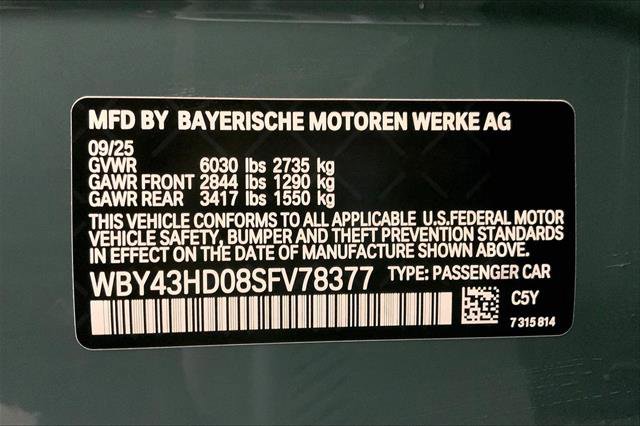 MFD BY BAYERISCHE MOTOREN WERKE AG
09/25
GVWR 6030 lbs 2735 kg
GAWR FRONT 2844 lbs 1290 kg
GAWR REAR 3417 lbs 1550 kg
THIS VEHICLE CONFORMS TO ALL APPLICABLE U.S.FEDERAL MOTOR
VEHICLE SAFETY, BUMPER AND THEFT PREVENTION STANDARDS
IN EFFECT ON THE DATE OF MANUFACTURE SHOWN ABOVE.
WBY43HD08SFV78377 TYPE: PASSENGER CAR
C5Y
7 315 814